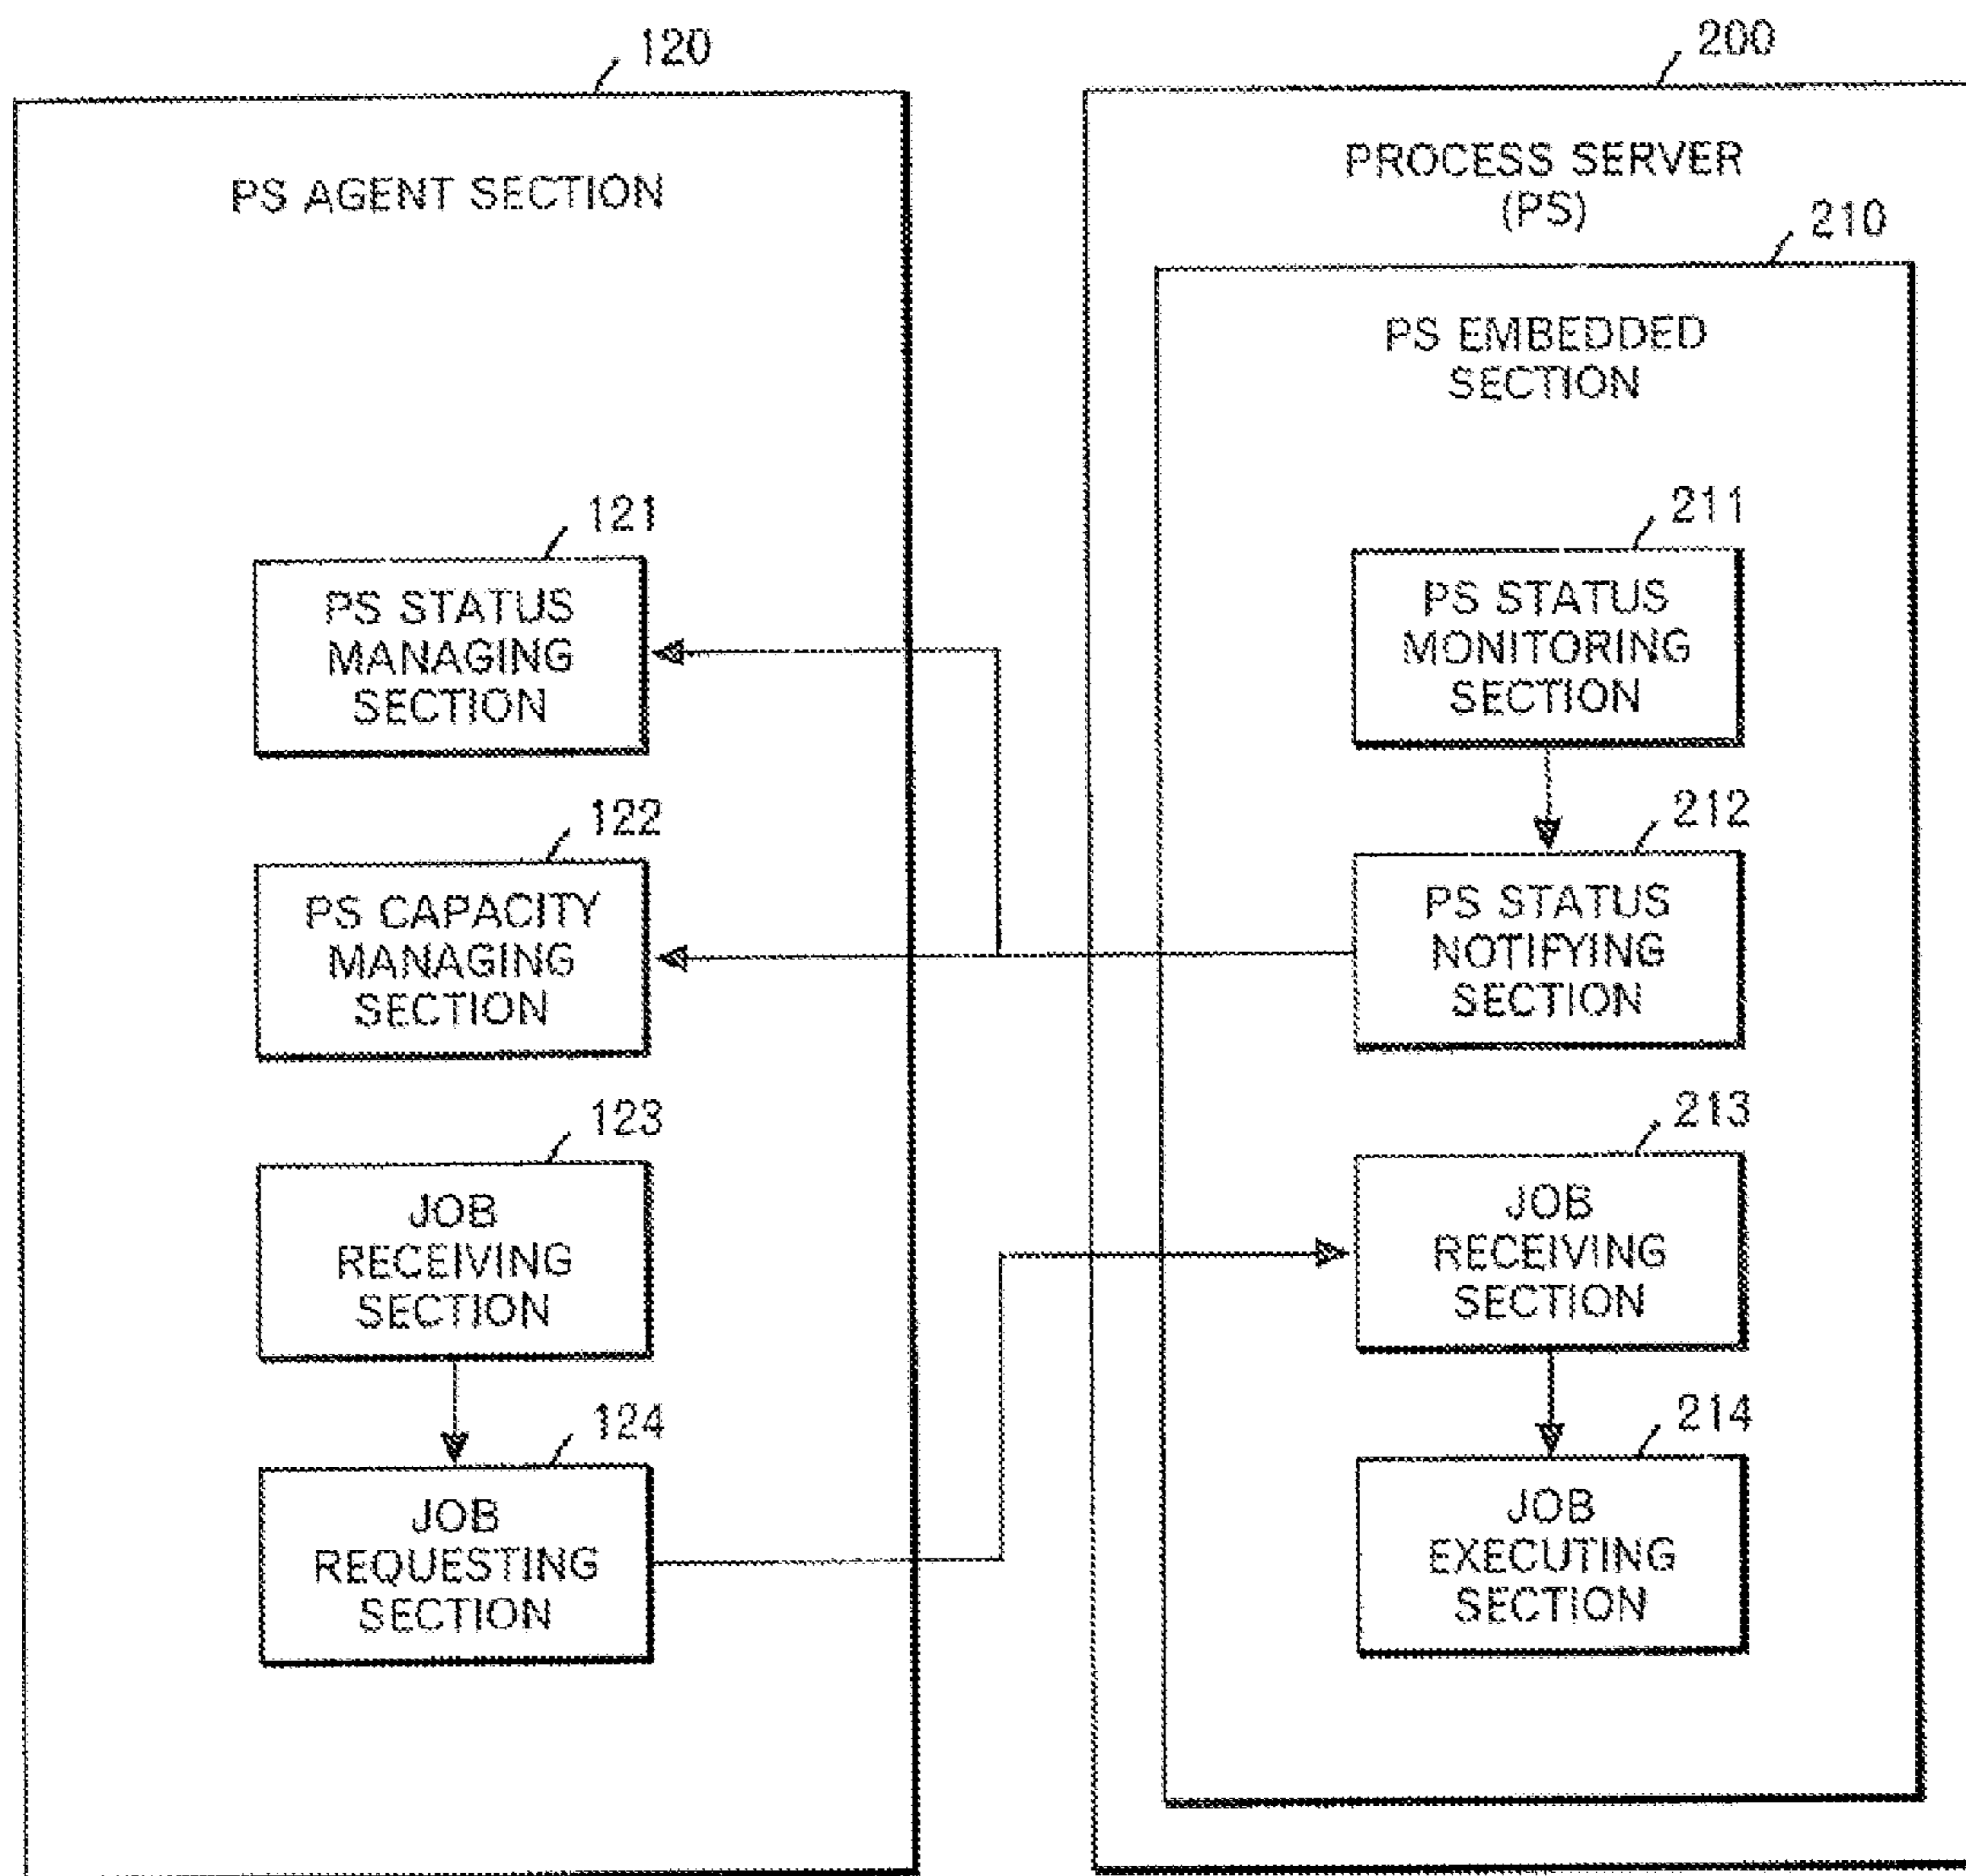 120
PS AGENT SECTION
121
PS STATUS
MANAGING
SECTION
122
PS CAPACITY
MANAGING
SECTION
123
JOB
RECEIVING
SECTION
124
JOB
REQUESTING
SECTION
200
PROCESS SERVER
(PS)
210
PS EMBEDDED
SECTION
211
PS STATUS
MONITORING
SECTION
212
PS STATUS
NOTIFYING
SECTION
213
JOB
RECEIVING
SECTION
214
JOB
EXECUTING
SECTION